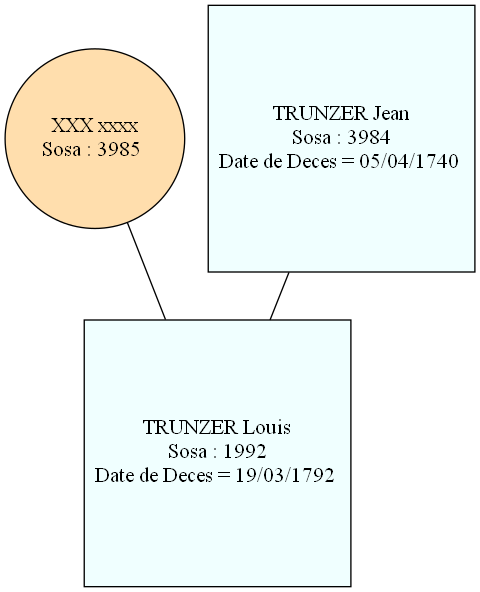 XXX xxxx
Sosa : 3985
TRUNZER Jean
Sosa : 3984
Date de Deces = 05/04/1740
TRUNZER Louis
Sosa : 1992
Date de Deces = 19/03/1792